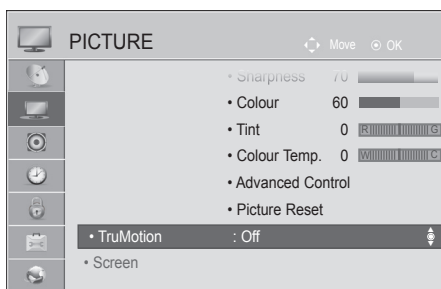 PICTURE Move OK
• Sharpness 70
• Colour 60
• Tint 0 R G
• Colour Temp. 0 W C
• Advanced Control
• Picture Reset
• TruMotion : Off
• Screen